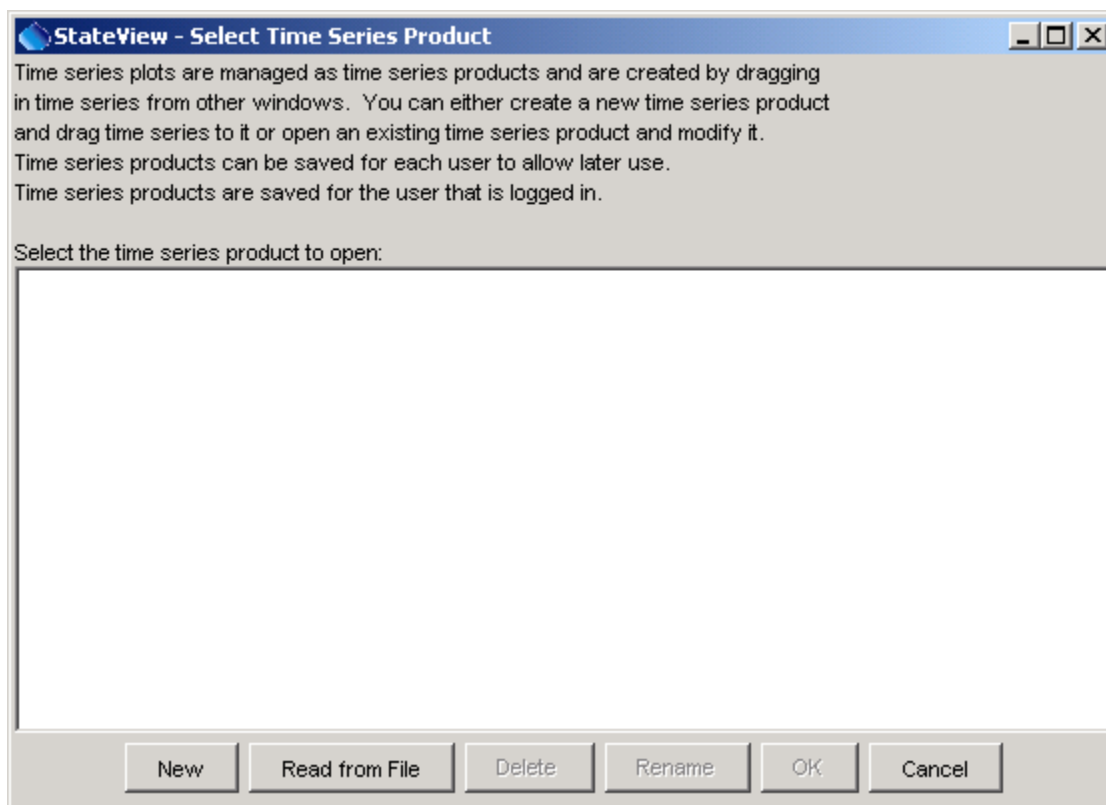 StateView - Select Time Series Product
Time series plots are managed as time series products and are created by dragging
in time series from other windows.  You can either create a new time series product
and drag time series to it or open an existing time series product and modify it.
Time series products can be saved for each user to allow later use.
Time series products are saved for the user that is logged in.
Select the time series product to open:
New Read from File Delete Rename OK Cancel